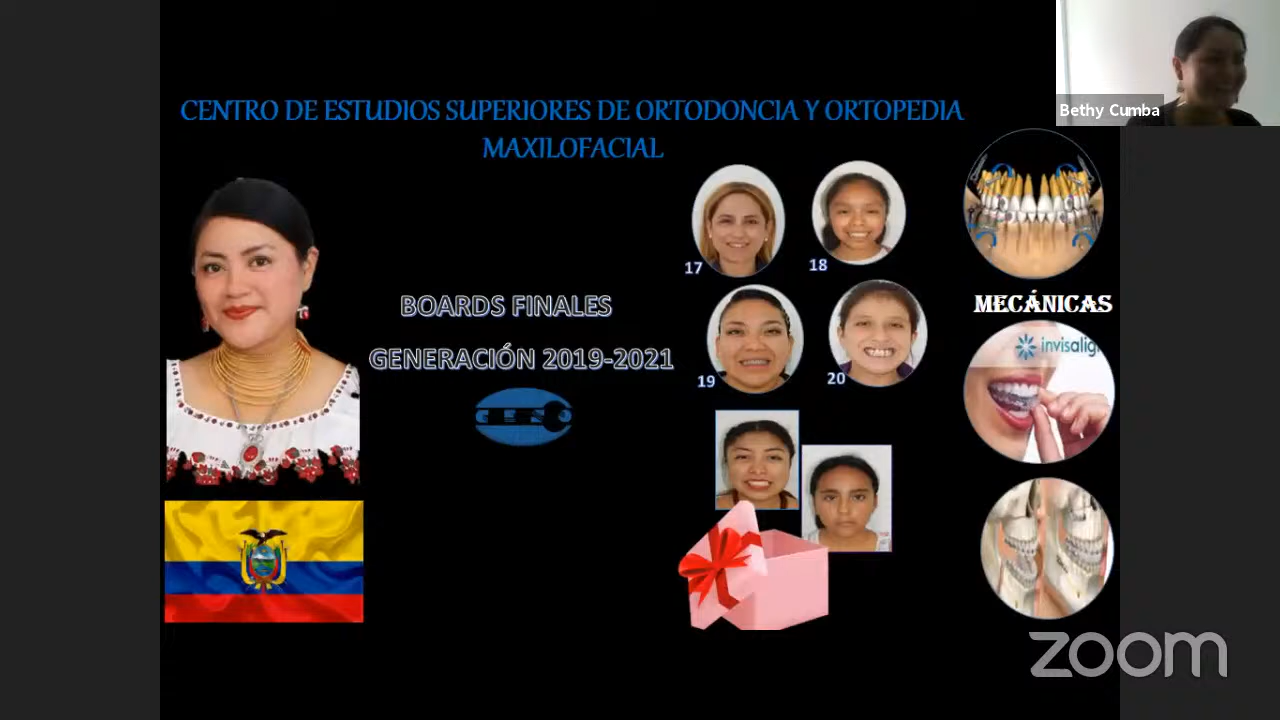 Bethy Cumba
CENTRO DE ESTUDIOS SUPERIORES DE ORTODONCIA Y ORTOPEDIA
MAXILOFACIAL
17
18
BOARDS FINALES
MECÁNICAS
GENERACIÓN 2019-2021
invisalig
19
20
zoom